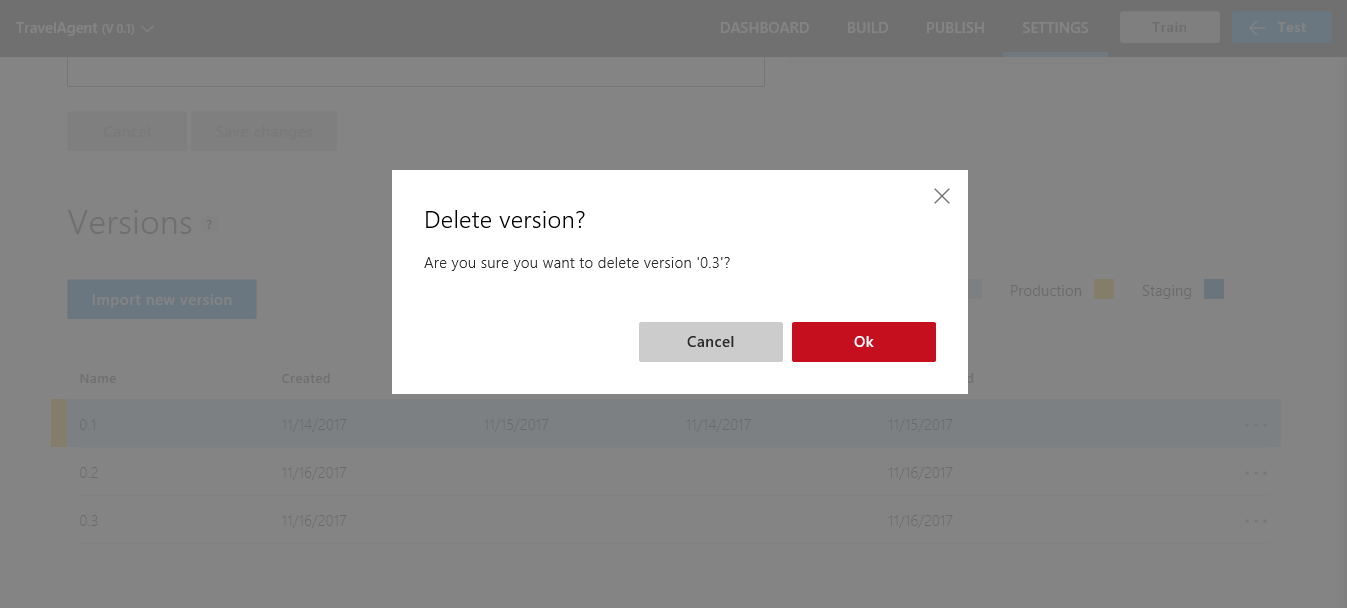 TravelAgent (V 0.1) DASHBOARD BUILD PUBLISH SETTINGS Train Test
Cancel Save changes
Delete version?
Versions ?
Are you sure you want to delete version '0.3'?
Import new version Production Staging
Cancel Ok
Name Created
0.1 11/14/2017 11/15/2017 11/14/2017 11/15/2017
0.2 11/16/2017 11/16/2017
0.3 11/16/2017 11/16/2017